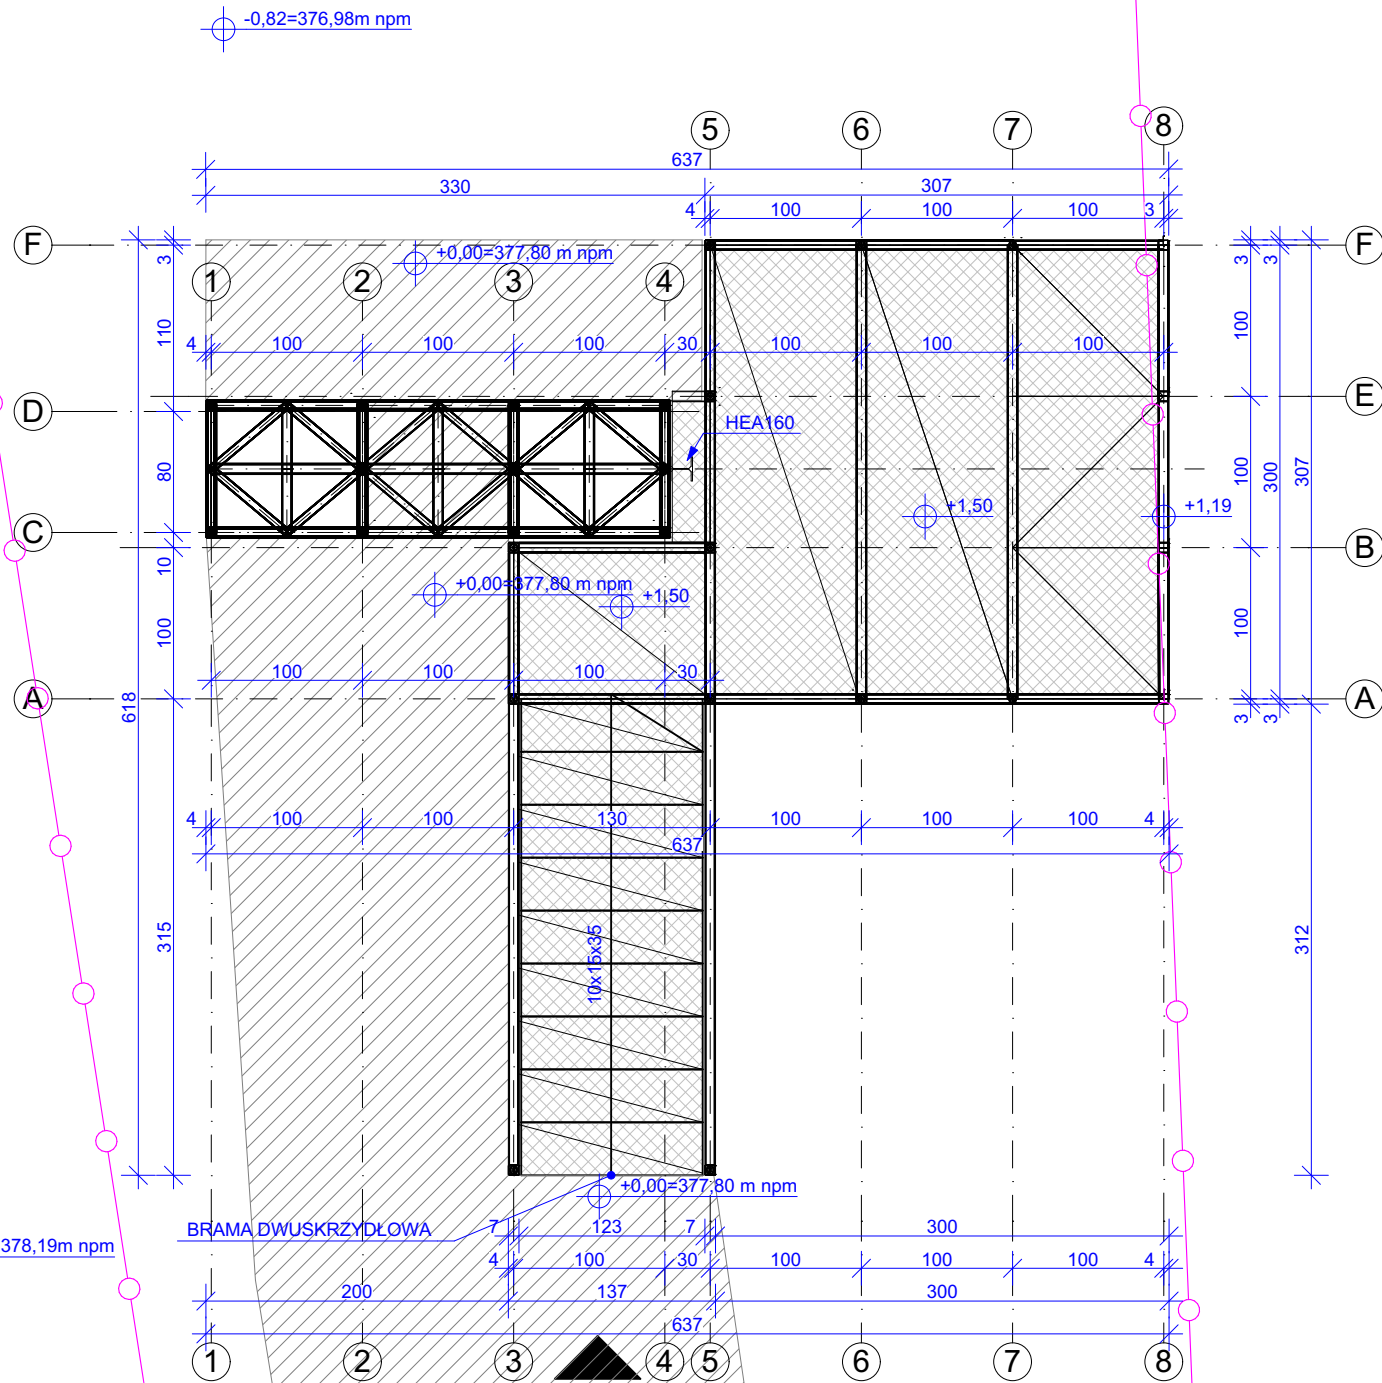 -0,82=376,98m npm
5 6 7 8
637
330 307
4 100 100 100 3
F F
3 3 3
+0,00=377,80 m npm
1 2 3 4
110 100
4 100 100 100 30 100 100 100
D E
HEA160
80 100 300 307
+1,50 +1,19
C B
10
+0,00=377,80 m npm
+1,50
100 100
100 100 100 30
A A
618
3 3
4 100 100 130 100 100 100 4
637
315 10x15x35 312
+0,00=377,80 m npm
BRAMA DWUSKRZYDŁOWA
7 123 7 300
378,19m npm
4 100 30 100 100 100 4
200 137 300
637
1 2 3 4 5 6 7 8